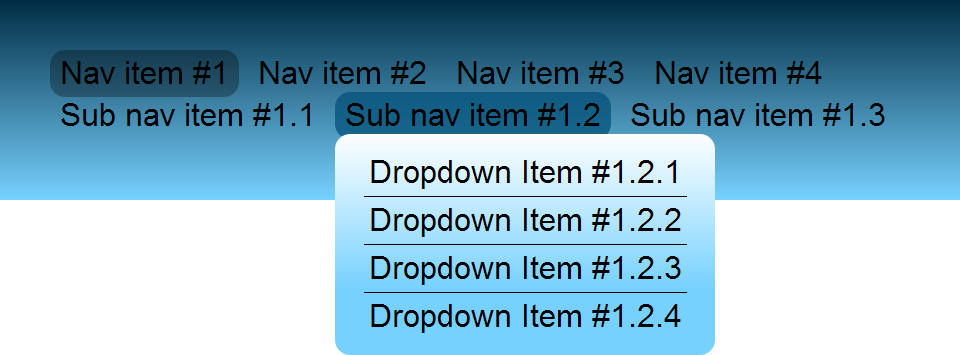 Nav item #1 Nav item #2 Nav item #3 Nav item #4
Sub nav item #1.1 Sub nav item #1.2 Sub nav item #1.3
Dropdown Item #1.2.1
Dropdown Item #1.2.2
Dropdown Item #1.2.3
Dropdown Item #1.2.4